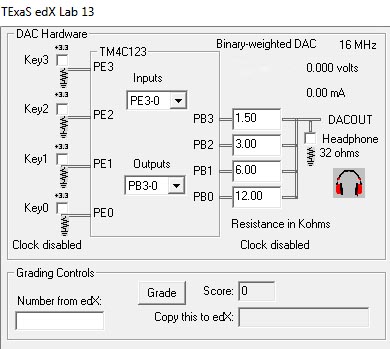 TExaS edX Lab 13
DAC Hardware
+3.3
Key3
PE3
TM4C123
Binary-weighted DAC
16 MHz
Inputs
0.000 volts
PE3-0
0.00 mA
+3.3
Key2
PE2
PB3
1.50
DACOUT
PB2
3.00
Headphone
32 ohms
+3.3
Key1
PE1
Outputs
PB1
6.00
PB3-0
PB0
12.00
+3.3
Key0
PE0
Resistance in Kohms
Clock disabled
Clock disabled
Grading Controls
Number from edX:
Grade
Score:
0
Copy this to edX: